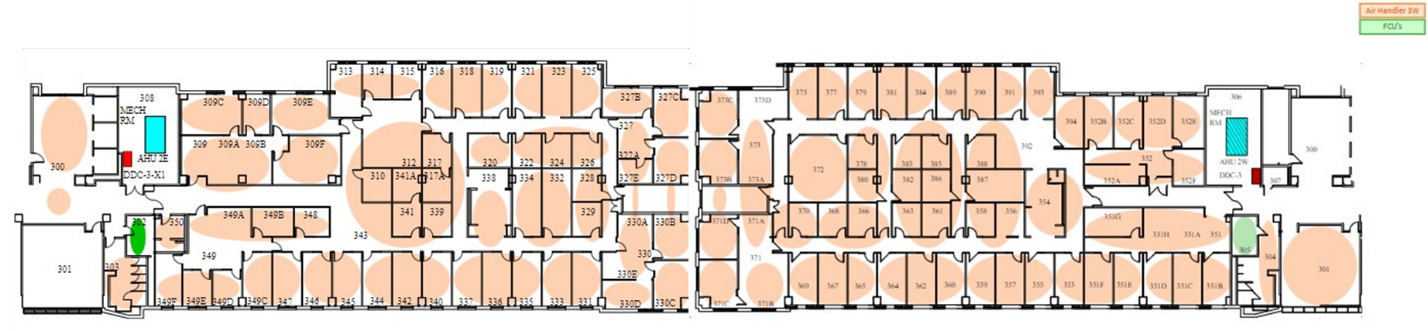 Air Handler 3W
FCU's
313 314 315 316 318 319 321 323 325
327B 327C
308
MECH
RM
AHU 2E
DDC-3-X1
309C 309D 309E
309 309A 309B 309F
300
312 317
310 341A 317A
341 339
320 322 324 326
338 334 332 328
329
327
327A
327E 327D
302 350
349A 349B 348
343
349
301
303
330A 330B
330
330E
330D 330C
349F 349E 349D 349C 347 346 345 344 342 340 337 336 335 333 331
373C 373D
373
373B 373A
375 377 379 381 384 389 390 391 393
394 352B 352C 352D 352E
392
352
352A 352F
306
MECH
RM
AHU 2W
DDC-3
307
300
372
378 383 385 388
380 382 386 387
354
370 368 366 363 361 358 356
371D 371A
371
371C 371B
351G
351H 351A 351
305
304
301
369 367 365 364 362 360 359 357 355 353 351F 351E 351D 351C 351B